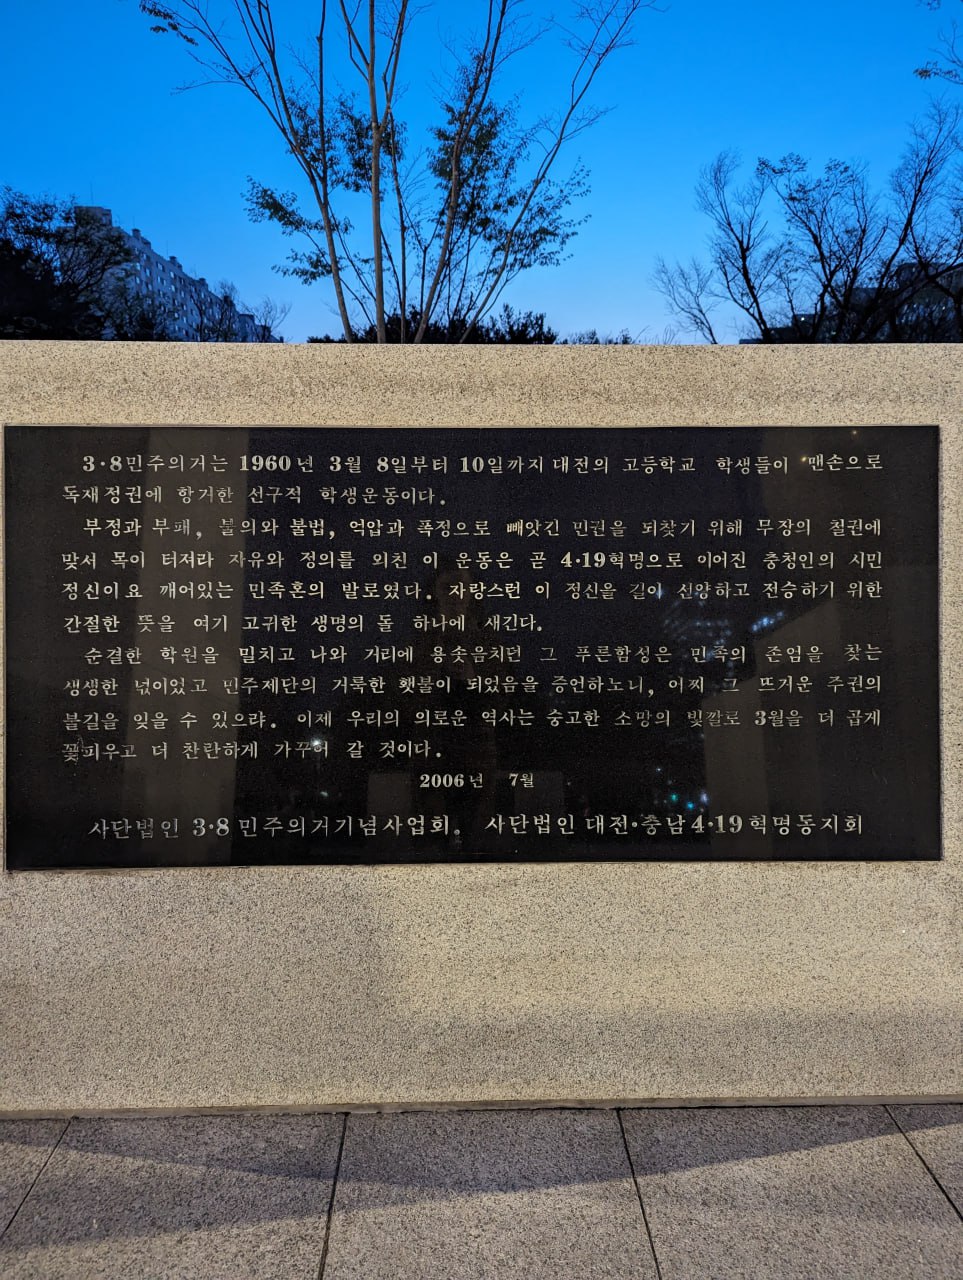 3·8민주의거는 1960년 3월 8일부터 10일까지 대전의 고등학교 학생들이 맨손으로
독재정권에 항거한 선구적 학생운동이다.
부정과 부패, 불의와 불법, 억압과 폭정으로 빼앗긴 민권을 되찾기 위해 무장의 철권에
맞서 목이 터져라 자유와 정의를 외친 이 운동은 곧 4·19혁명으로 이어진 충청인의 시민
정신이요 깨어있는 민족혼의 발로였다. 자랑스런 이 정신을 길이 선양하고 전승하기 위한
간절한 뜻을 여기 고귀한 생명의 돌 하나에 새긴다.
순결한 학원을 밀치고 나와 거리에 용솟음치던 그 푸른함성은 민족의 존엄을 찾는
생생한 넋이었고 민주제단의 거룩한 횃불이 되었음을 증언하노니, 어찌 그 뜨거운 주권의
불길을 잊을 수 있으랴. 이제 우리의 의로운 역사는 숭고한 소망의 빛깔로 3월을 더 곱게
꽃피우고 더 찬란하게 가꾸어 갈 것이다.
2006년 7월
사단법인 3·8민주의거기념사업회。 사단법인 대전·충남4·19혁명동지회